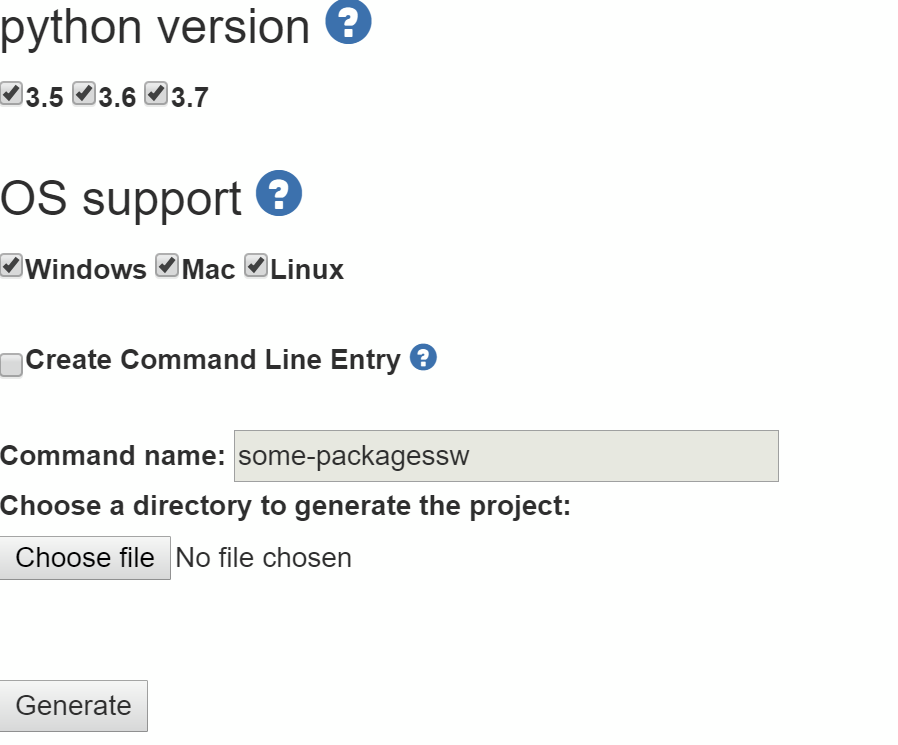 python version ?
3.5 3.6 3.7
OS support ?
Windows Mac Linux
Create Command Line Entry ?
Command name: some-packagessw
Choose a directory to generate the project:
Choose file No file chosen
Generate